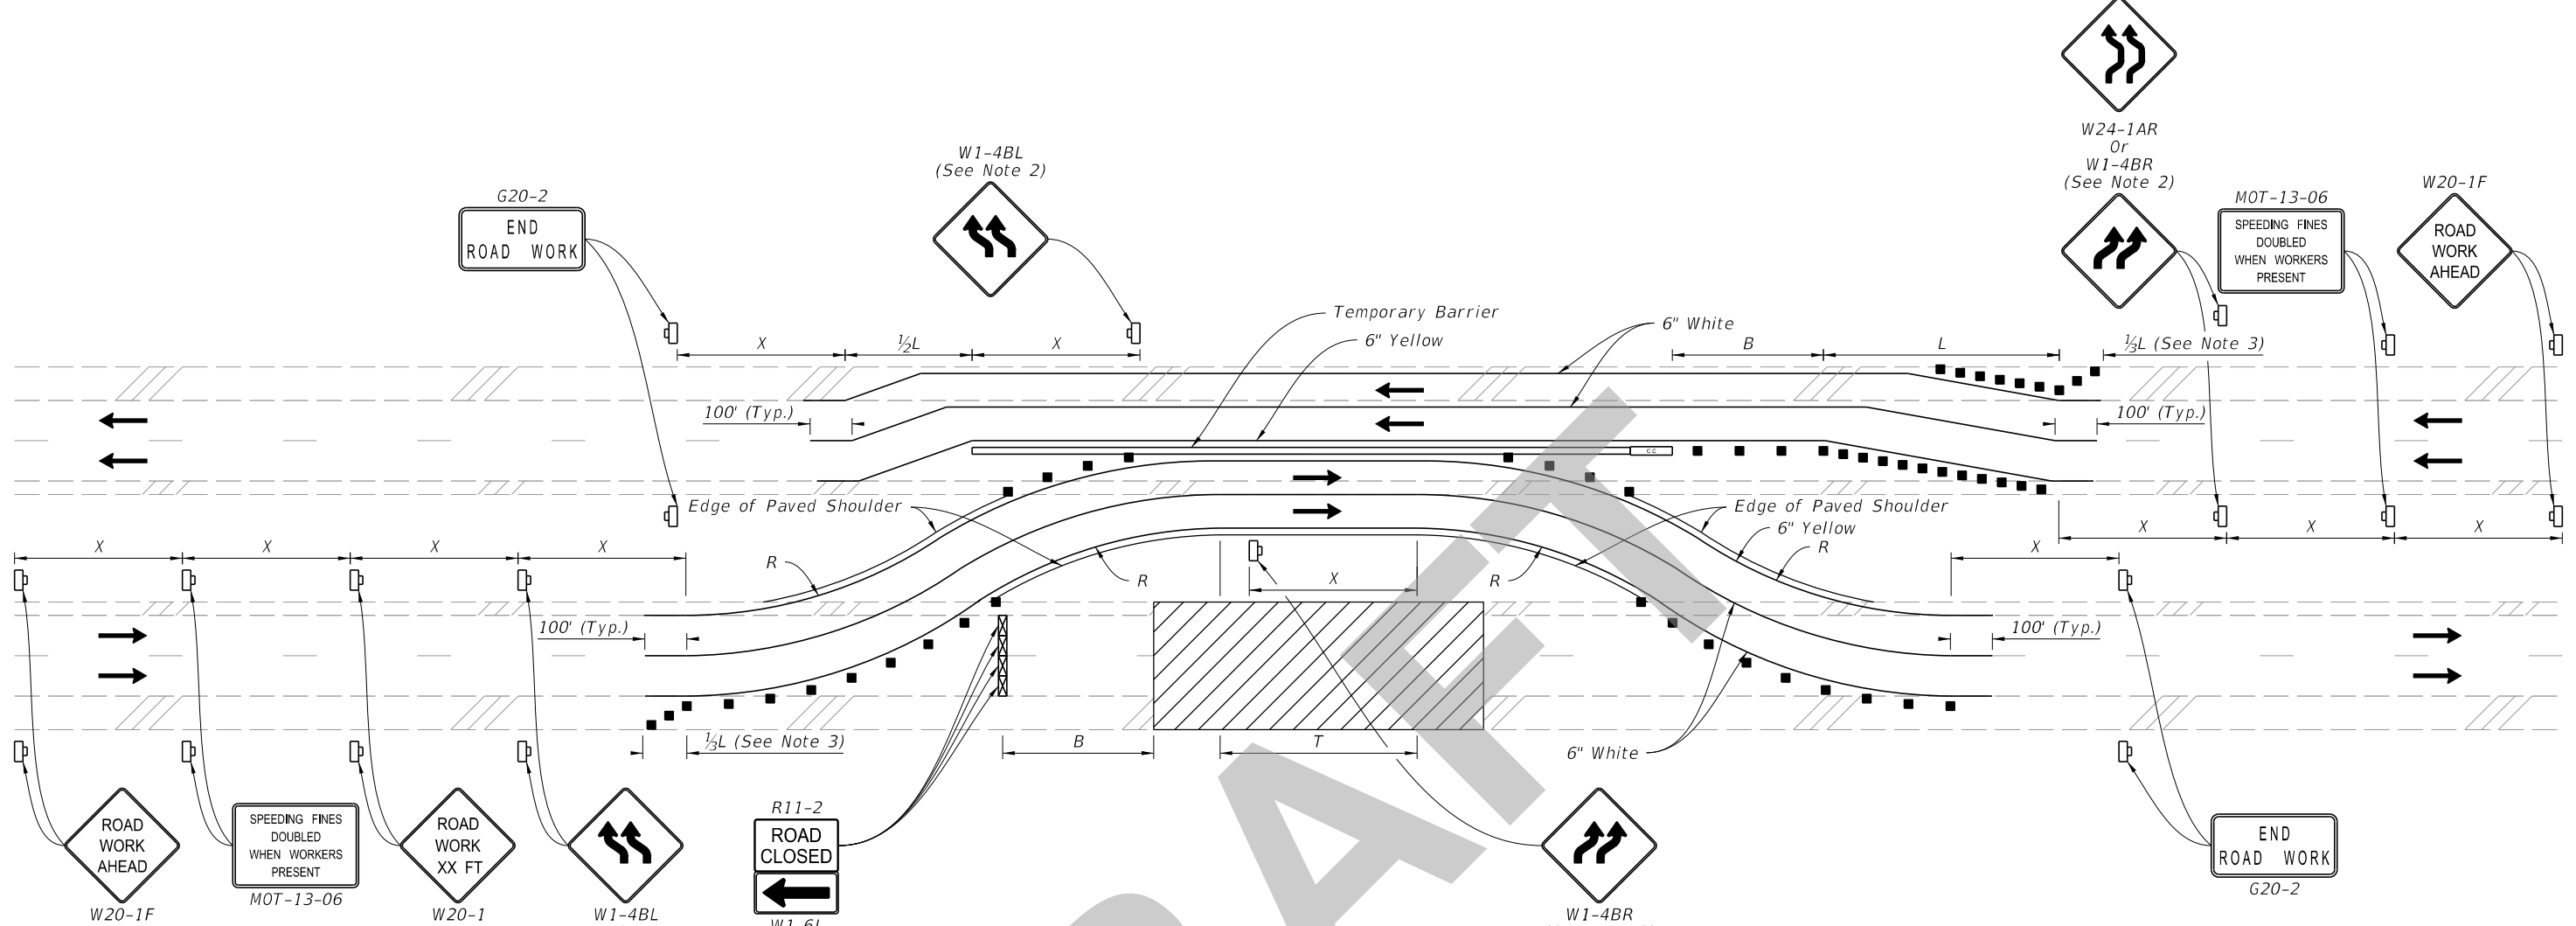 W24-1AR
Or
W1-4BR
(See Note 2)
W1-4BL
(See Note 2)
G20-2
END
ROAD WORK
MOT-13-06
SPEEDING FINES
DOUBLED
WHEN WORKERS
PRESENT
W20-1F
ROAD
WORK
AHEAD
Temporary Barrier
6" Yellow
6" White
X
½L
X
B
L
⅓L (See Note 3)
100' (Typ.)
100' (Typ.)
CC
Edge of Paved Shoulder
Edge of Paved Shoulder
6" Yellow
R
X
X
X
X
X
X
X
X
R
R
R
X
100' (Typ.)
100' (Typ.)
⅓L (See Note 3)
B
T
6" White
ROAD
WORK
AHEAD
W20-1F
SPEEDING FINES
DOUBLED
WHEN WORKERS
PRESENT
MOT-13-06
ROAD
WORK
XX FT
W20-1
W1-4BL
R11-2
ROAD
CLOSED
W1-6L
W1-4BR
END
ROAD WORK
G20-2
DRAFT